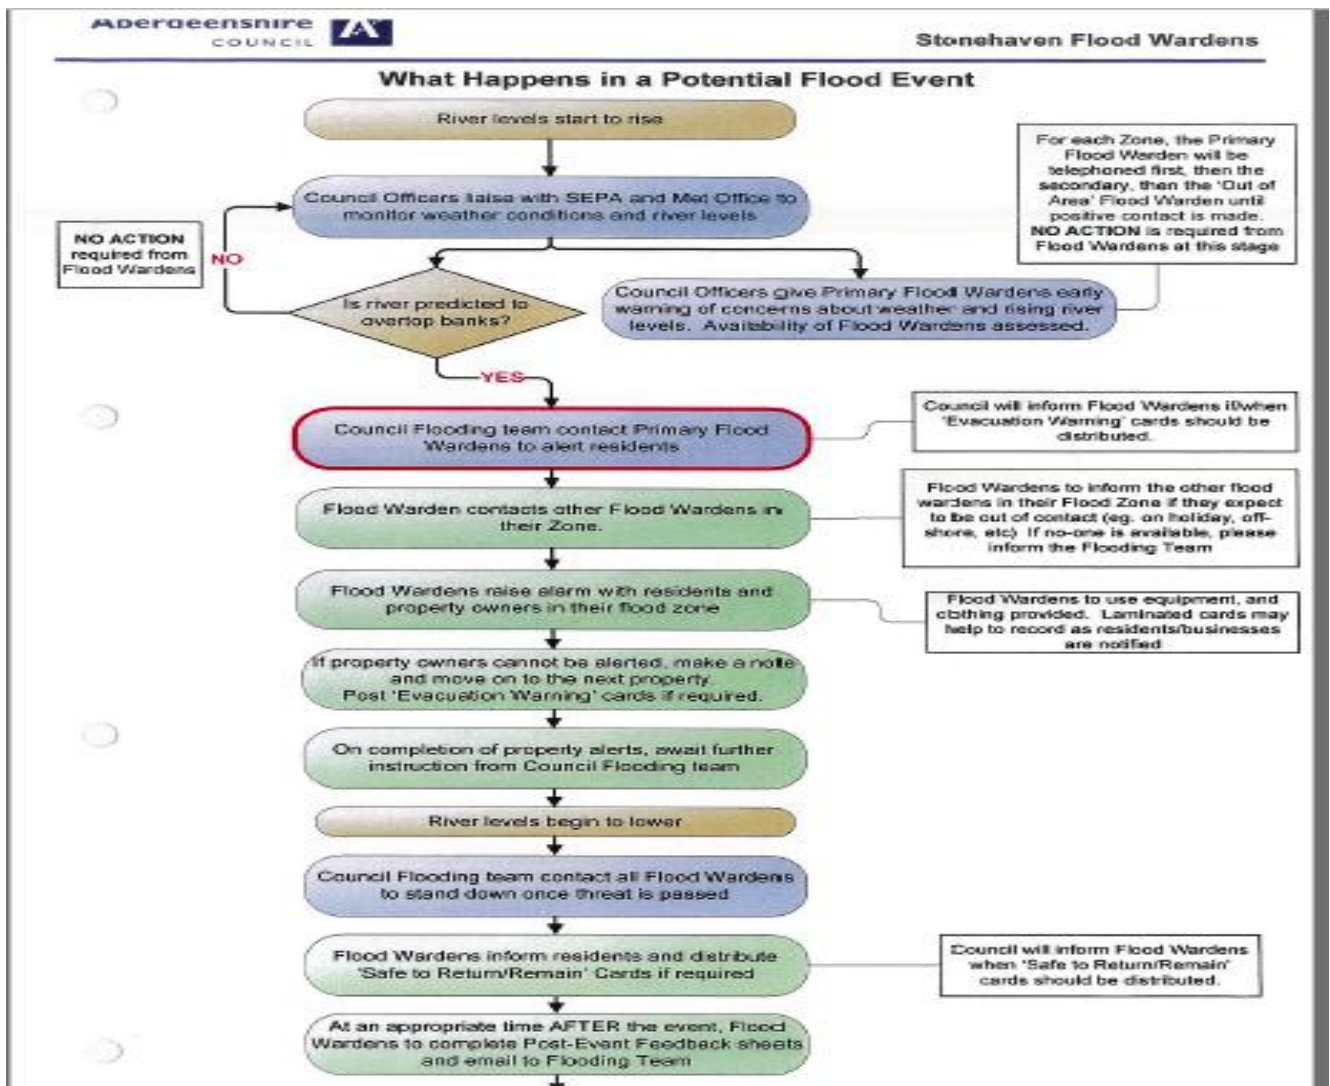 Aberdeenshire
COUNCIL
Stonehaven Flood Wardens
What Happens in a Potential Flood Event
River levels start to rise
For each Zone, the Primary
Flood Warden will be
telephoned first, then the
secondary, then the 'Out of
Area' Flood Warden until
positive contact is made.
NO ACTION is required from
Flood Wardens at this stage
Council Officers liaise with SEPA and Met Office to
monitor weather conditions and river levels
NO ACTION
required from
Flood Wardens
NO
Is river predicted to
overtop banks?
Council Officers give Primary Flood Wardens early
warning of concerns about weather and rising river
levels. Availability of Flood Wardens assessed.
YES
Council Flooding team contact Primary Flood
Wardens to alert residents
Council will inform Flood Wardens if/when
'Evacuation Warning' cards should be
distributed.
Flood Warden contacts other Flood Wardens in
their Zone.
Flood Wardens to inform the other flood
wardens in their Flood Zone if they expect
to be out of contact (eg. on holiday, off-
shore, etc) If no-one is available, please
inform the Flooding Team
Flood Wardens raise alarm with residents and
property owners in their flood zone
Flood Wardens to use equipment, and
clothing provided. Laminated cards may
help to record as residents/businesses
are notified
If property owners cannot be alerted, make a note
and move on to the next property.
Post 'Evacuation Warning' cards if required.
On completion of property alerts, await further
instruction from Council Flooding team
River levels begin to lower
Council Flooding team contact all Flood Wardens
to stand down once threat is passed
Flood Wardens inform residents and distribute
'Safe to Return/Remain' Cards if required
Council will inform Flood Wardens
when 'Safe to Return/Remain'
cards should be distributed.
At an appropriate time AFTER the event, Flood
Wardens to complete Post-Event Feedback sheets
and email to Flooding Team